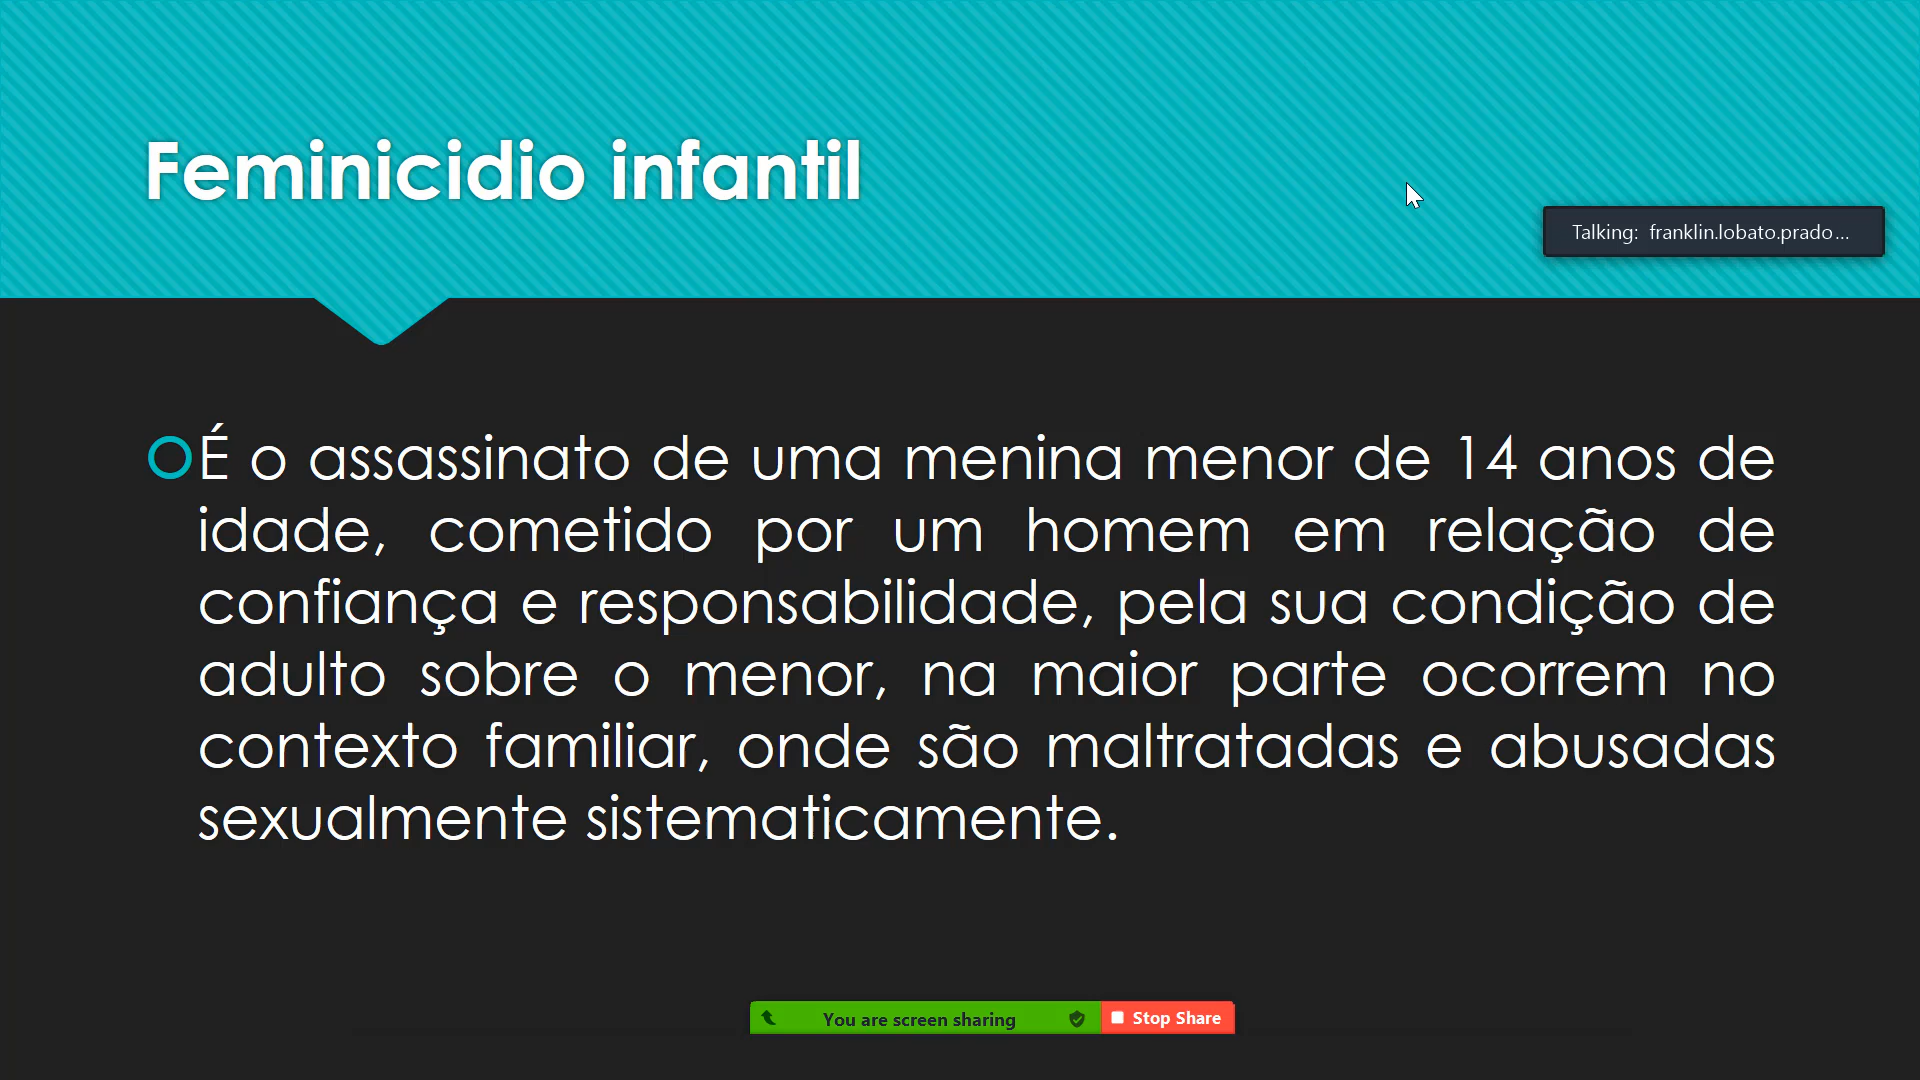 Feminicidio infantil
Talking: franklin.lobato.prado...
É o assassinato de uma menina menor de 14 anos de
idade, cometido por um homem em relação de
confiança e responsabilidade, pela sua condição de
adulto sobre o menor, na maior parte ocorrem no
contexto familiar, onde são maltratadas e abusadas
sexualmente sistematicamente.
You are screen sharing
Stop Share